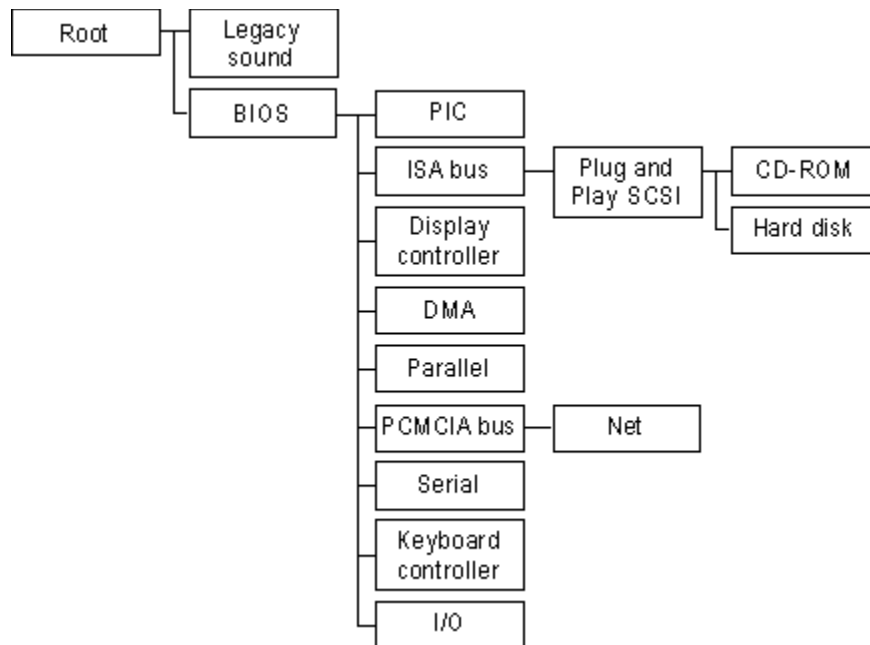 Root
Legacy
sound
BIOS
PIC
ISA bus
Plug and
Play SCSI
CD-ROM
Hard disk
Display
controller
DMA
Parallel
PCMCIA bus
Net
Serial
Keyboard
controller
I/O